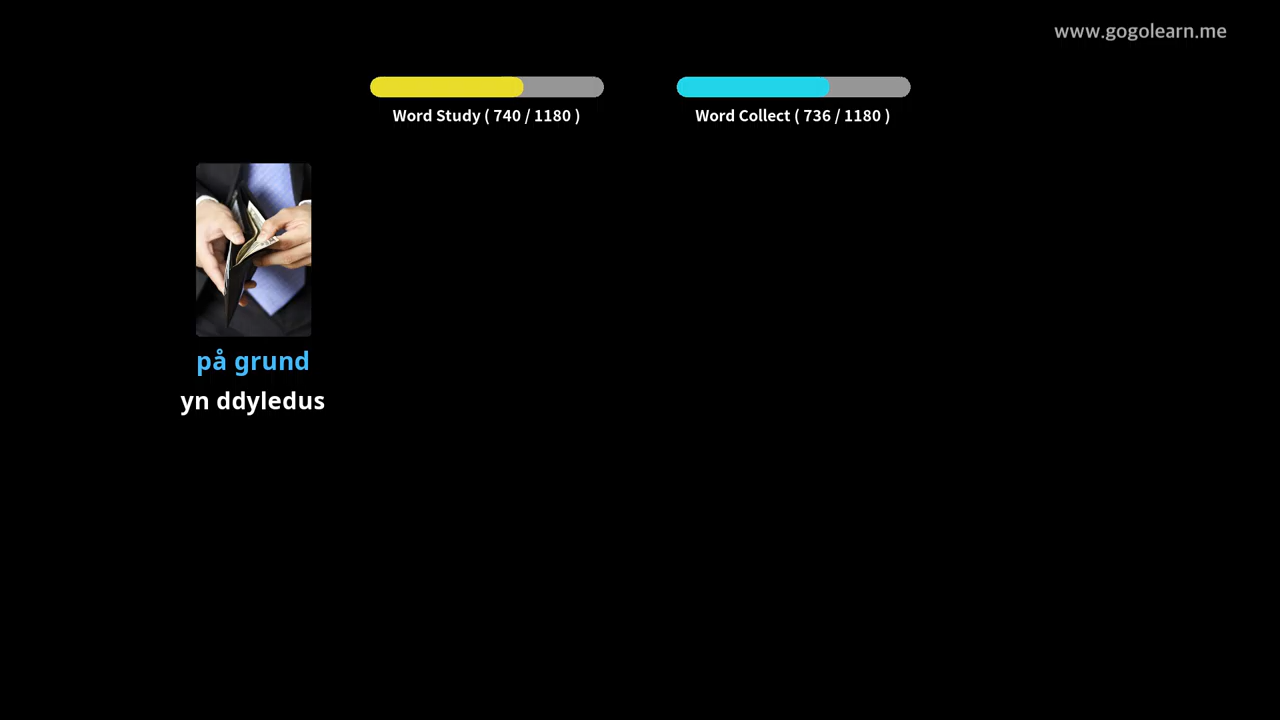 www.gogolearn.me
Word Study ( 740 / 1180 )
Word Collect ( 736 / 1180 )
på grund
yn ddyledus